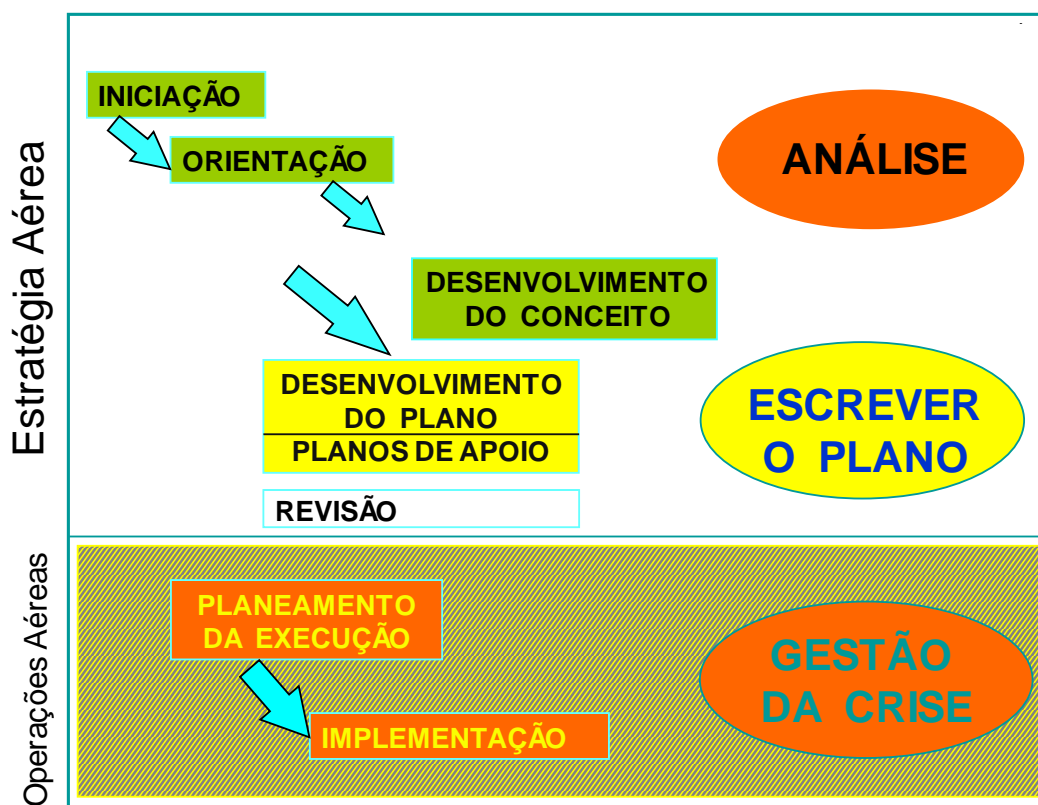 Estratégia Aérea
INICIAÇÃO
ORIENTAÇÃO
ANÁLISE
DESENVOLVIMENTO
DO CONCEITO
DESENVOLVIMENTO
DO PLANO
PLANOS DE APOIO
ESCREVER
O PLANO
REVISÃO
Operações Aéreas
PLANEAMENTO
DA EXECUÇÃO
GESTÃO
DA CRISE
IMPLEMENTAÇÃO